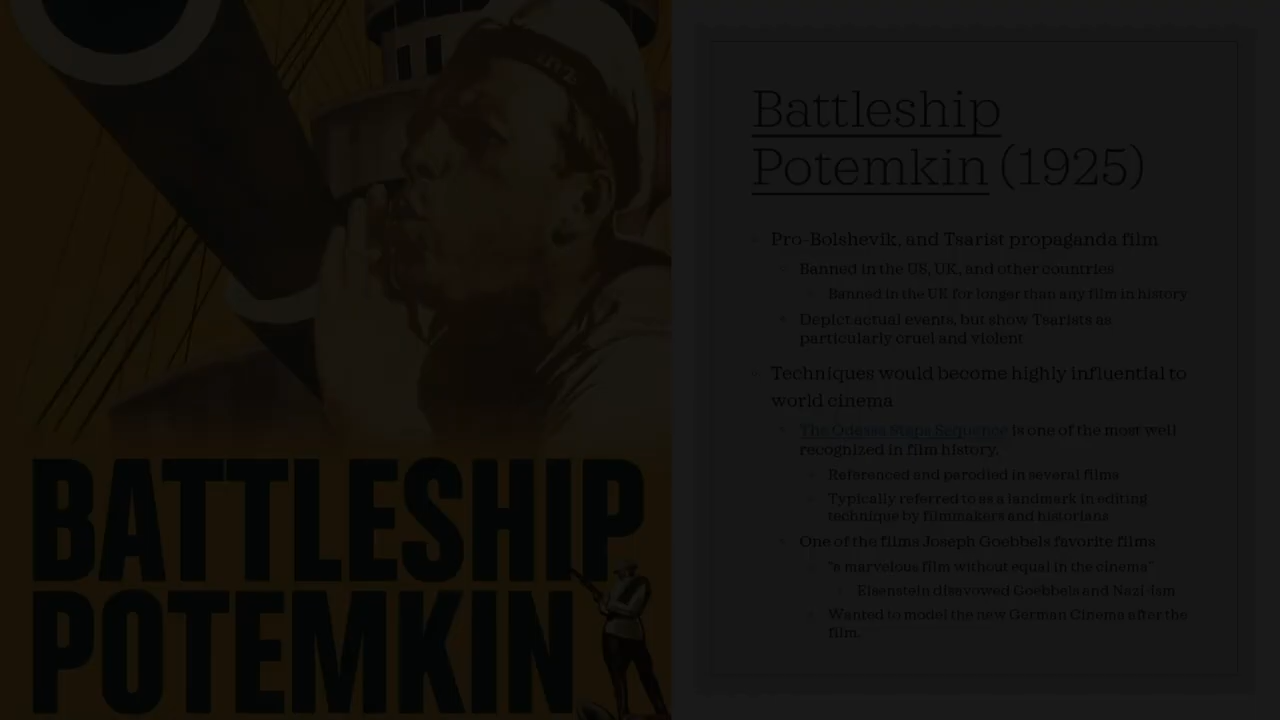 BATTLESHIP
POTEMKIN
Battleship
Potemkin (1925)
Pro-Bolshevik, and Tsarist propaganda film
Banned in the US, UK, and other countries
Banned in the UK for longer than any film in history
Depict actual events, but show Tsarists as
particularly cruel and violent
Techniques would become highly influential to
world cinema
The Odessa Steps Sequence is one of the most well
recognized in film history.
Referenced and parodied in several films
Typically referred to as a landmark in editing
technique by filmmakers and historians
One of the films Joseph Goebbels favorite films
"a marvelous film without equal in the cinema"
Eisenstein disavowed Goebbels and Nazi-ism
Wanted to model the new German Cinema after the
film.